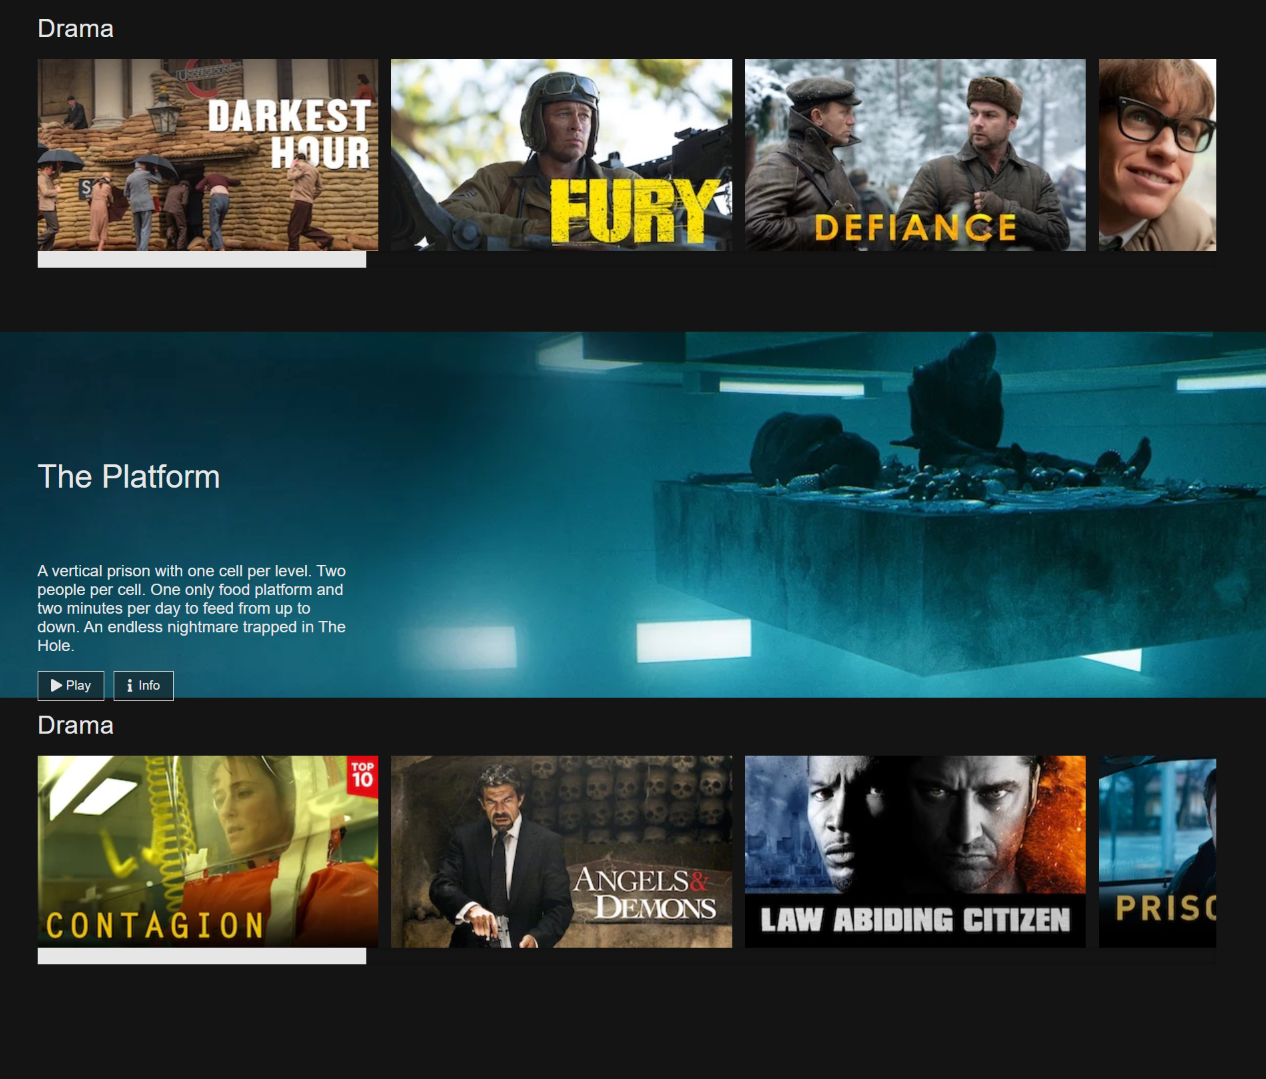 Drama
DARKEST
HOUR
S
FURY
DEFIANCE
The Platform
A vertical prison with one cell per level. Two
people per cell. One only food platform and
two minutes per day to feed from up to
down. An endless nightmare trapped in The
Hole.
Play
Info
Drama
TOP
10
CONTAGION
ANGELS&
DEMONS
LAW ABIDING CITIZEN
PRISO